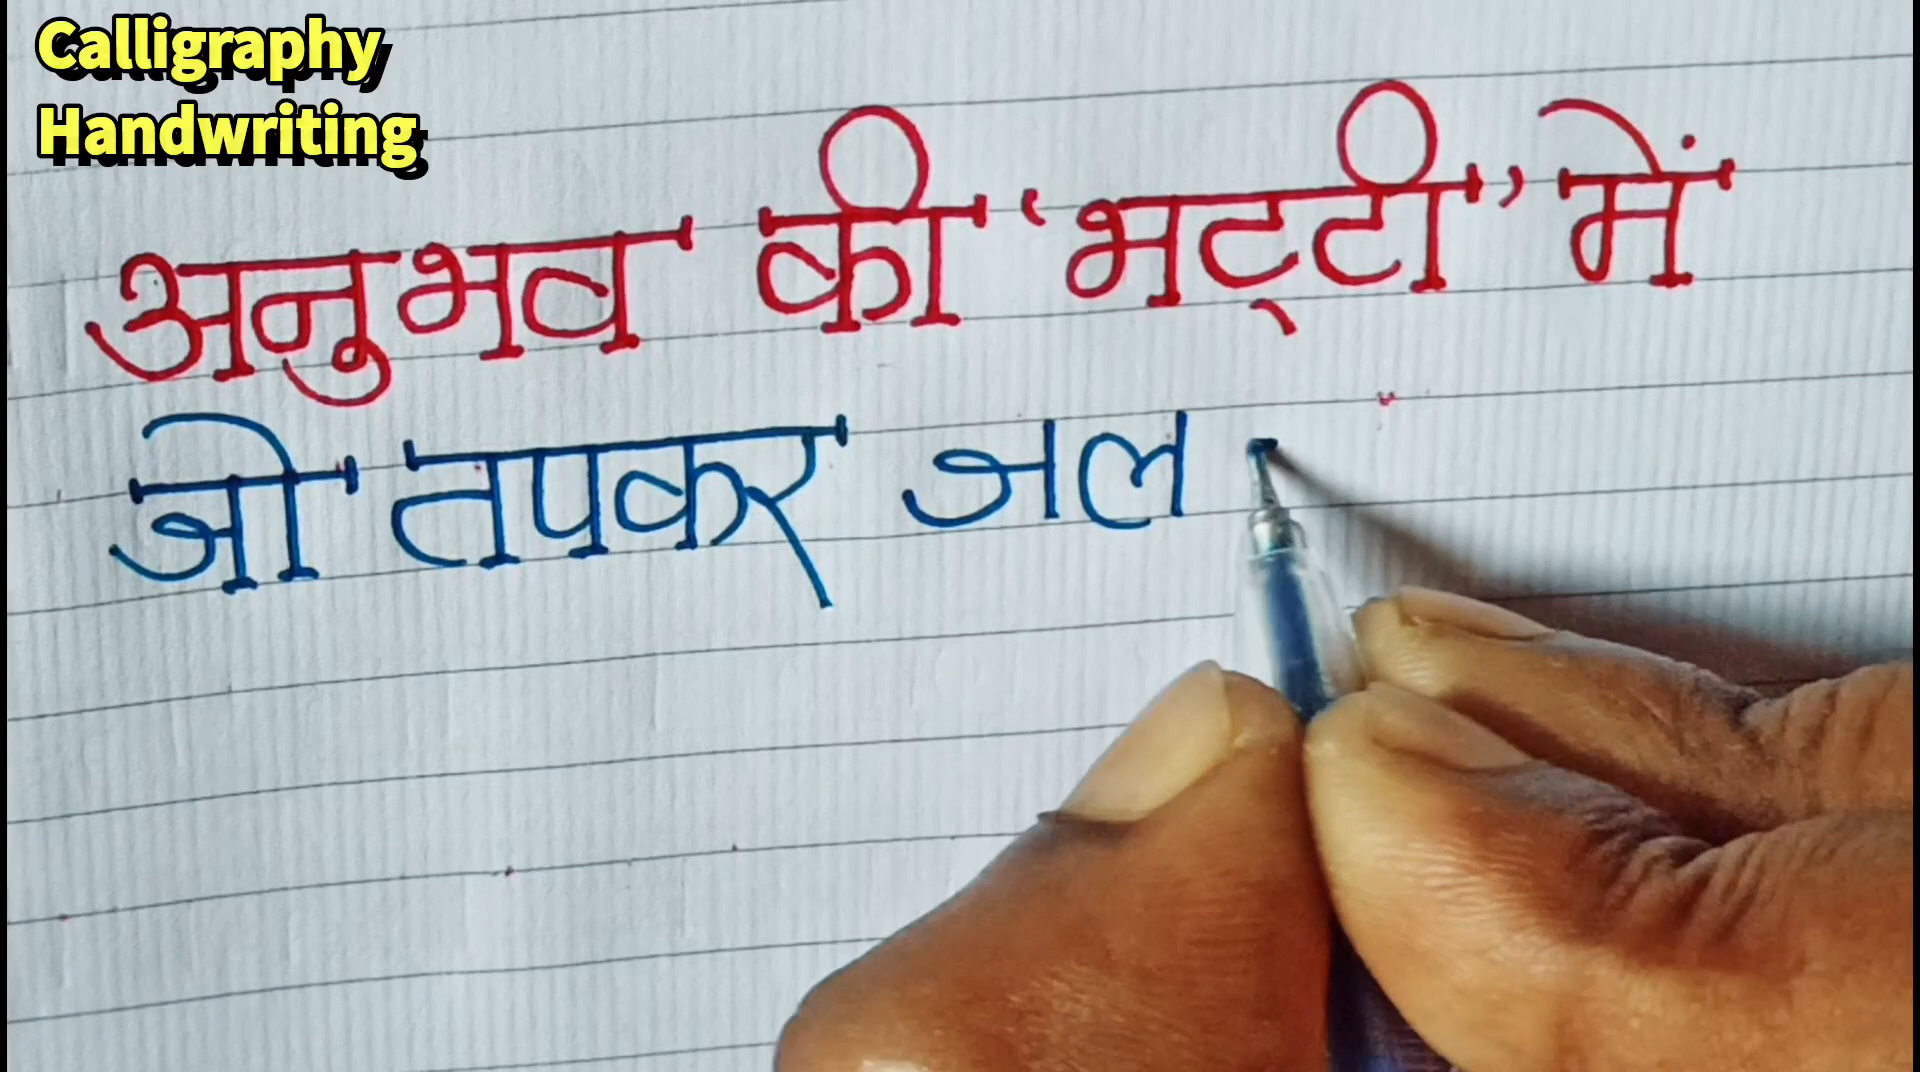 Calligraphy
Handwriting
अनुभव की ‘भट्टी’ में
जो तपकर जल